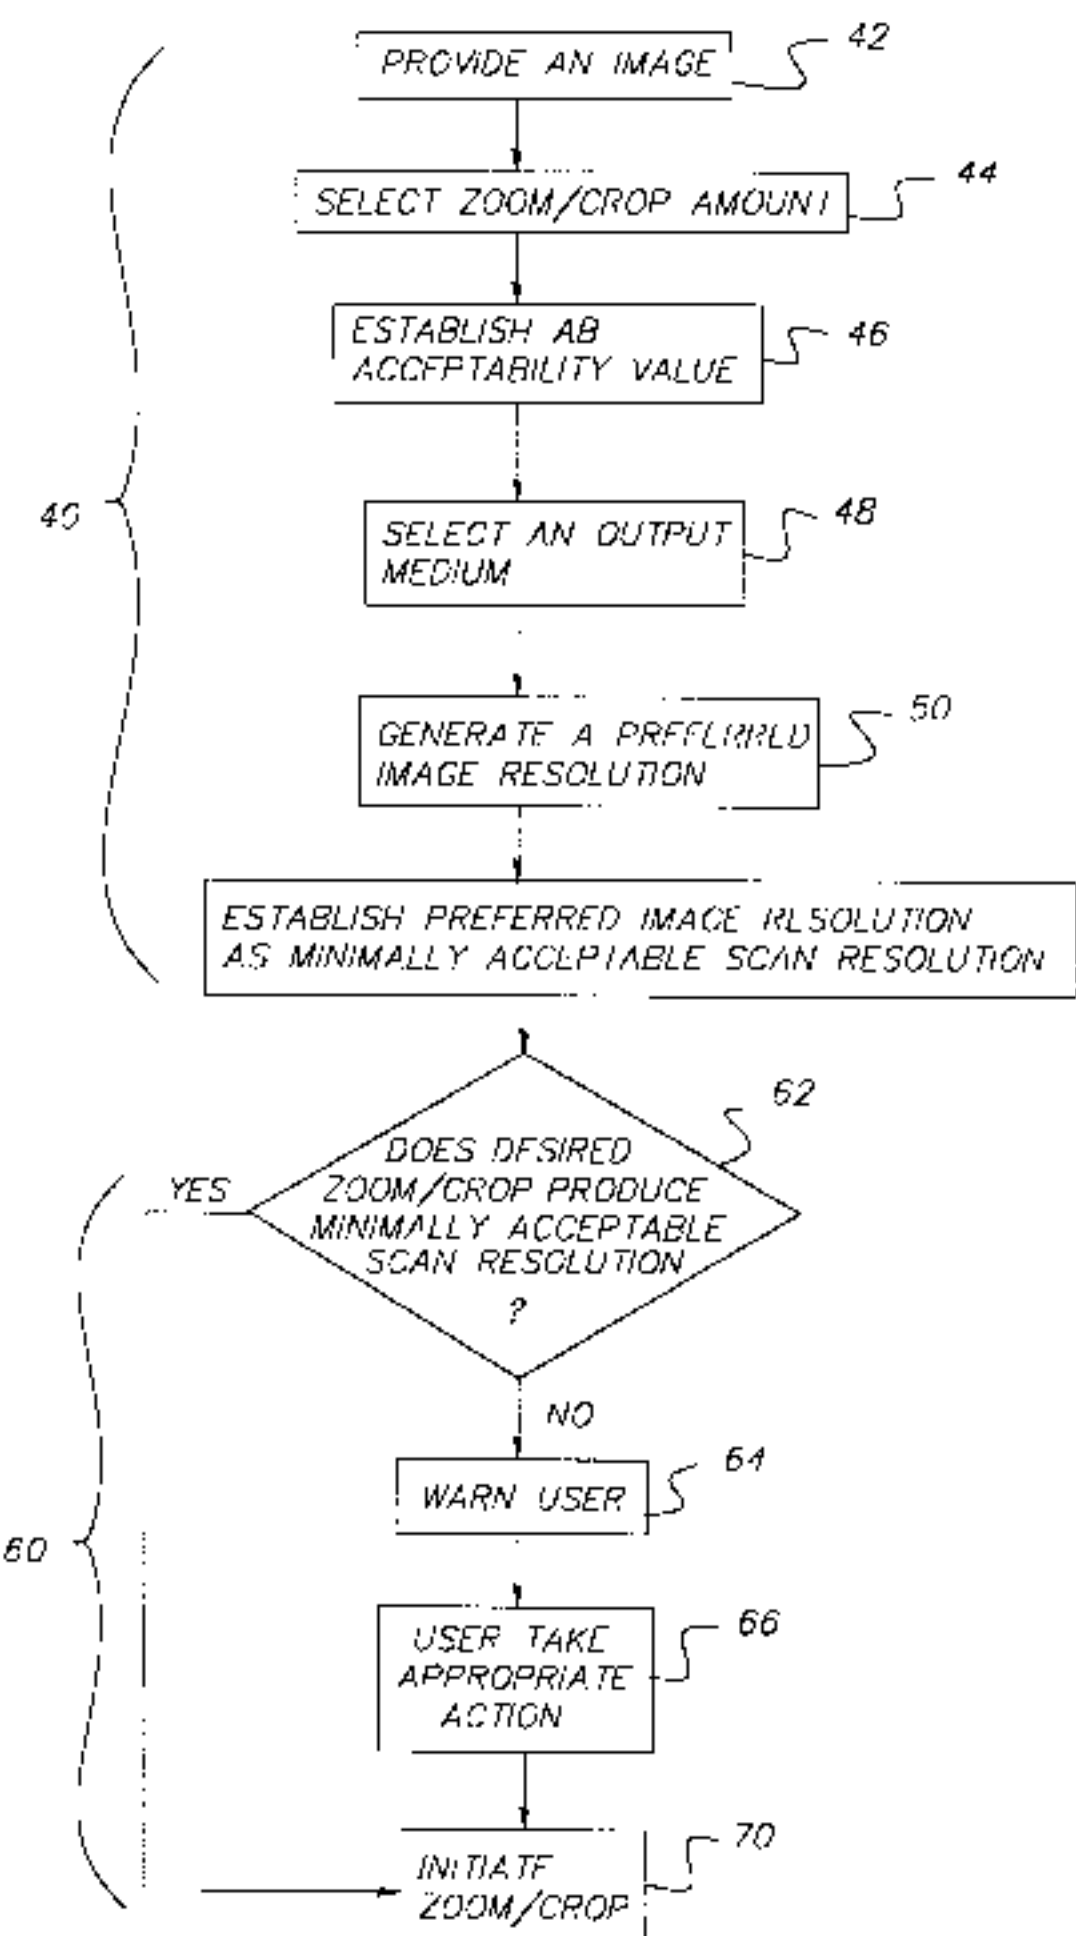 PROVIDE AN IMAGE
42
SELECT ZOOM/CROP AMOUNT
44
ESTABLISH AB
ACCEPTABILITY VALUE
46
40
SELECT AN OUTPUT
MEDIUM
48
GENERATE A PREFERRED
IMAGE RESOLUTION
50
ESTABLISH PREFERRED IMAGE RESOLUTION
AS MINIMALLY ACCEPTABLE SCAN RESOLUTION
62
DOES DESIRED
ZOOM/CROP PRODUCE
MINIMALLY ACCEPTABLE
SCAN RESOLUTION
?
YES
NO
WARN USER
64
60
USER TAKE
APPROPRIATE
ACTION
66
INITIATE
ZOOM/CROP
70